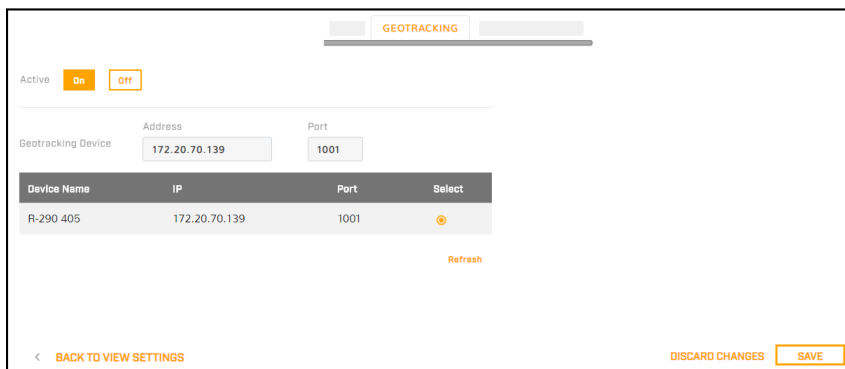 GEOTRACKING
Active On Off
Address Port
Geotracking Device 172.20.70.139 1001
Device Name IP Port Select
R-290 405 172.20.70.139 1001
Refresh
< BACK TO VIEW SETTINGS DISCARD CHANGES SAVE